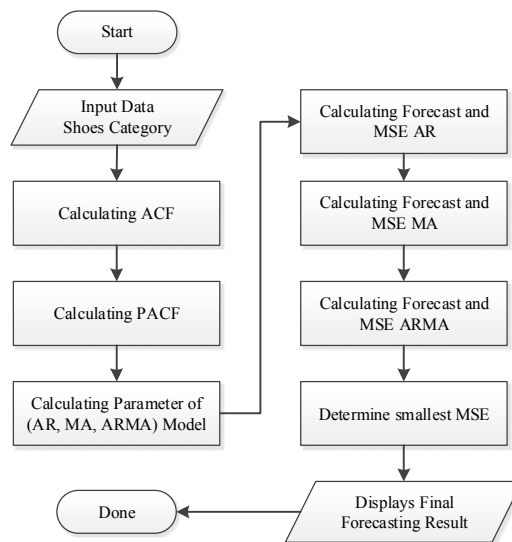 Start
Input Data
Shoes Category
Calculating ACF
Calculating PACF
Calculating Parameter of
(AR, MA, ARMA) Model
Calculating Forecast and
MSE AR
Calculating Forecast and
MSE MA
Calculating Forecast and
MSE ARMA
Determine smallest MSE
Displays Final
Forecasting Result
Done